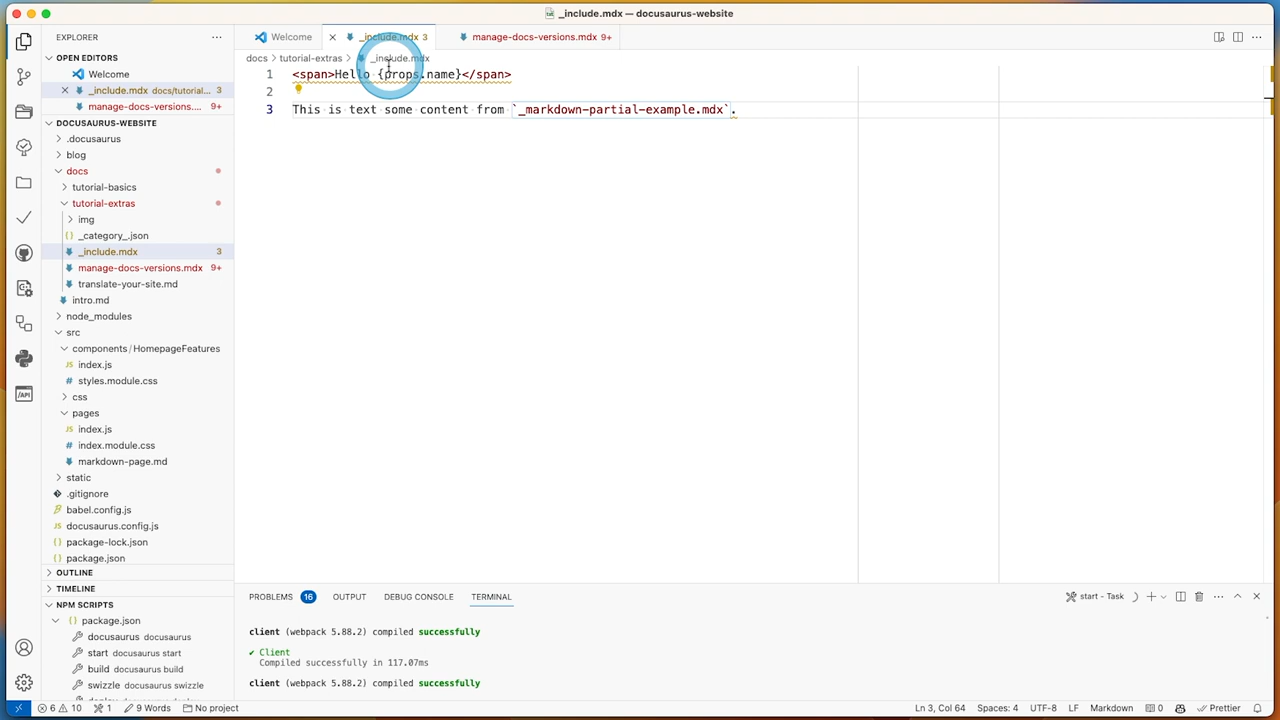 _include.mdx — docusaurus-website
EXPLORER
OPEN EDITORS
Welcome
_include.mdx docs/tutorial... 3
manage-docs-versions.... 9+
DOCUSAURUS-WEBSITE
.docusaurus
blog
docs
tutorial-basics
tutorial-extras
img
_category_.json
_include.mdx 3
manage-docs-versions.mdx 9+
translate-your-site.md
intro.md
node_modules
src
components / HomepageFeatures
index.js
styles.module.css
css
pages
index.js
index.module.css
markdown-page.md
static
.gitignore
babel.config.js
docusaurus.config.js
package-lock.json
package.json
OUTLINE
TIMELINE
NPM SCRIPTS
package.json
docusaurus docusaurus
start docusaurus start
build docusaurus build
swizzle docusaurus swizzle
Welcome _include.mdx 3 manage-docs-versions.mdx 9+
docs > tutorial-extras > _include.mdx
1 <span>Hello {props.name}</span>
2
3 This is text some content from `_markdown-partial-example.mdx`.
PROBLEMS 16 OUTPUT DEBUG CONSOLE TERMINAL start - Task
client (webpack 5.88.2) compiled successfully
✔ Client
Compiled successfully in 117.07ms
client (webpack 5.88.2) compiled successfully
6 10 1 9 Words No project Ln 3, Col 64 Spaces: 4 UTF-8 LF Markdown 0 Prettier